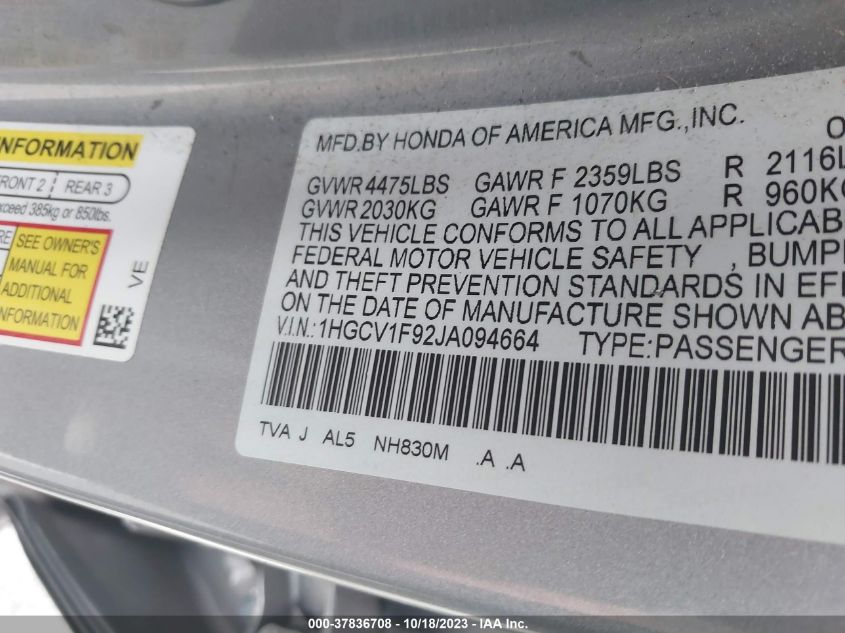 INFORMATION
FRONT 2 REAR 3
exceed 385kg or 850lbs.
SEE OWNER'S
MANUAL FOR
ADDITIONAL
INFORMATION
VE
MFD.BY HONDA OF AMERICA MFG.,INC.
GVWR 4475LBS GAWR F 2359LBS R 2116L
GVWR 2030KG GAWR F 1070KG R 960KG
THIS VEHICLE CONFORMS TO ALL APPLICAB
FEDERAL MOTOR VEHICLE SAFETY , BUMP
AND THEFT PREVENTION STANDARDS IN EFF
ON THE DATE OF MANUFACTURE SHOWN AB
V.I.N.:1HGCV1F92JA094664 TYPE:PASSENGER
TVA J AL5 NH830M .A .A
000-37836708 - 10/18/2023 - © IAA Inc.